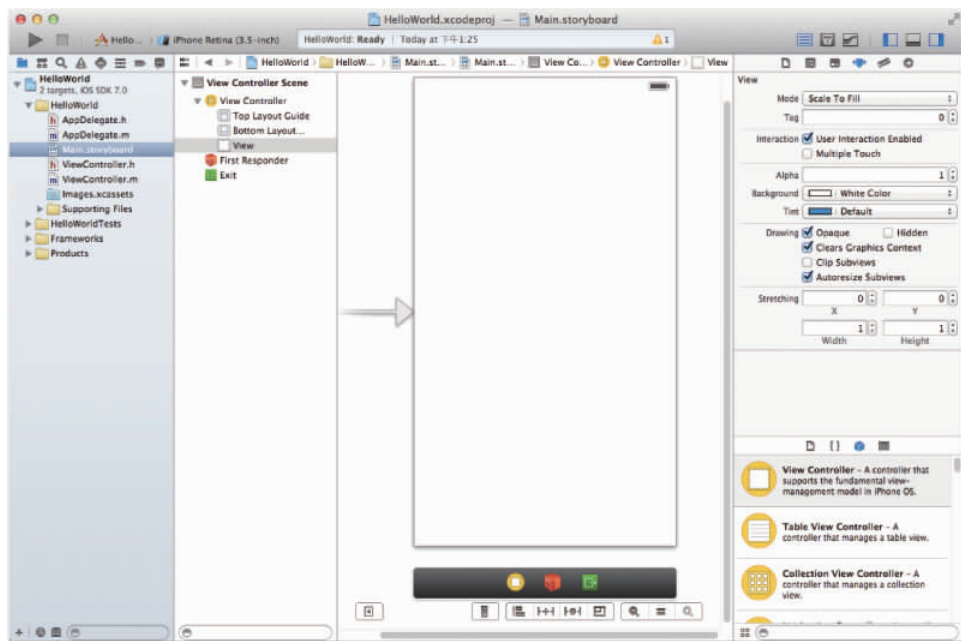 HelloWorld.xcodeproj — Main.storyboard
Hello... iPhone Retina (3.5-inch)
HelloWorld: Ready | Today at 下午1:25
1
HelloWorld
HelloW...
Main.st...
Main.st...
View Co...
View Controller
View
HelloWorld
2 targets, iOS SDK 7.0
HelloWorld
AppDelegate.h
AppDelegate.m
Main.storyboard
ViewController.h
ViewController.m
Images.xcassets
Supporting Files
HelloWorldTests
Frameworks
Products
View Controller Scene
View Controller
Top Layout Guide
Bottom Layout...
View
First Responder
Exit
View
Mode Scale To Fill
Tag 0
Interaction User Interaction Enabled
Multiple Touch
Alpha 1
Background White Color
Tint Default
Drawing Opaque Hidden
Clears Graphics Context
Clip Subviews
Autoresize Subviews
Stretching 0 0
X Y
1 1
Width Height
View Controller - A controller that
supports the fundamental view-
management model in iPhone OS.
Table View Controller - A
controller that manages a table view.
Collection View Controller - A
controller that manages a collection
view.